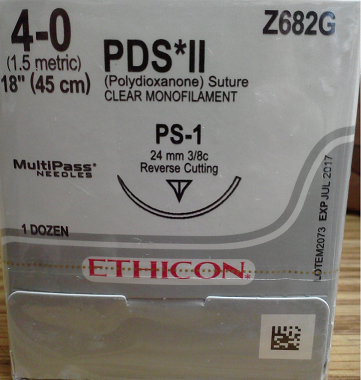 4-0
(1.5 metric)
18" (45 cm)
PDS*II
(Polydioxanone) Suture
CLEAR MONOFILAMENT
Z682G
PS-1
24 mm 3/8c
Reverse Cutting
MultiPass®
NEEDLES
1 DOZEN
ETHICON
LOTEM2073 EXP JUL 2017